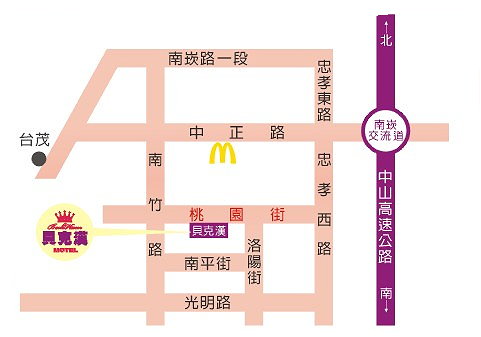 北
南崁路一段
忠孝東路
南崁
交流道
台茂
中正路
南竹路
忠孝西路
中山高速公路
桃園街
貝克漢
MOTEL
貝克漢
洛陽街
南平街
光明路
南